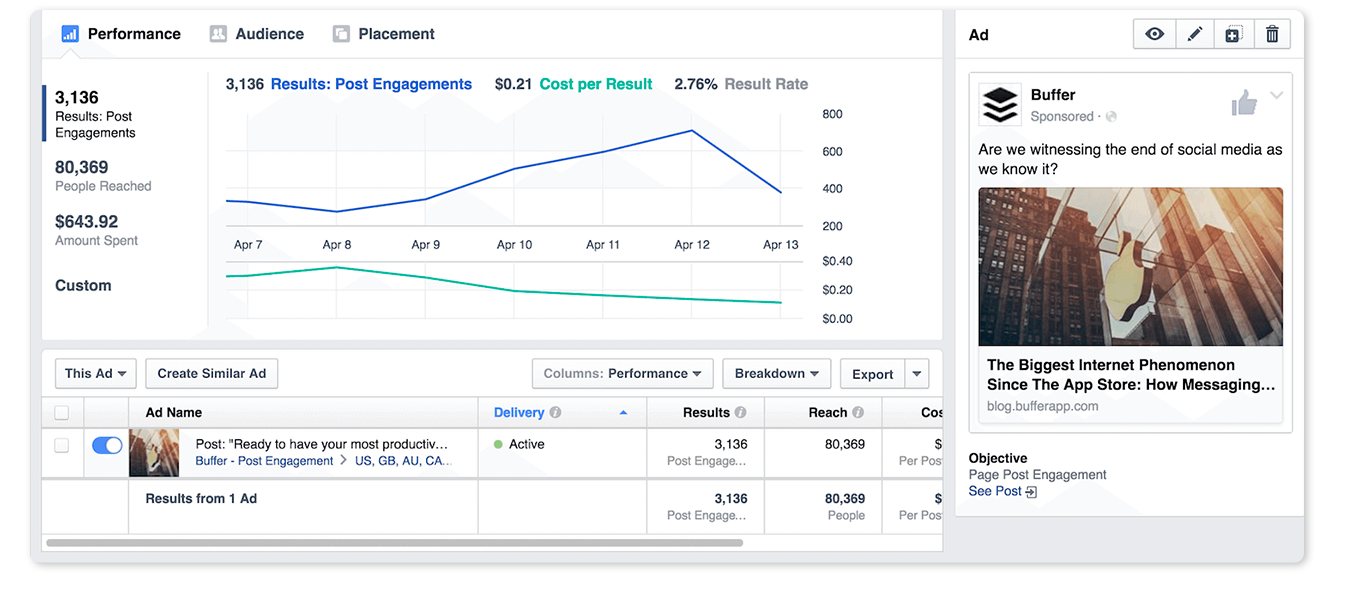 Performance
Audience
Placement
3,136
Results: Post
Engagements
80,369
People Reached
$643.92
Amount Spent
Custom
3,136 Results: Post Engagements $0.21 Cost per Result 2.76% Result Rate
800
600
400
200
Apr 7 Apr 8 Apr 9 Apr 10 Apr 11 Apr 12 Apr 13
$0.40
$0.20
$0.00
This Ad
Create Similar Ad
Columns: Performance
Breakdown
Export
Ad Name Delivery Results Reach Cos
Post: "Ready to have your most productiv… Active 3,136 80,369 $
Buffer - Post Engagement > US, GB, AU, CA… Post Engage… Per Pos
Results from 1 Ad 3,136 80,369 $
Post Engage… People Per Pos
Ad
Buffer
Sponsored ·
Are we witnessing the end of social media as
we know it?
The Biggest Internet Phenomenon
Since The App Store: How Messaging…
blog.bufferapp.com
Objective
Page Post Engagement
See Post